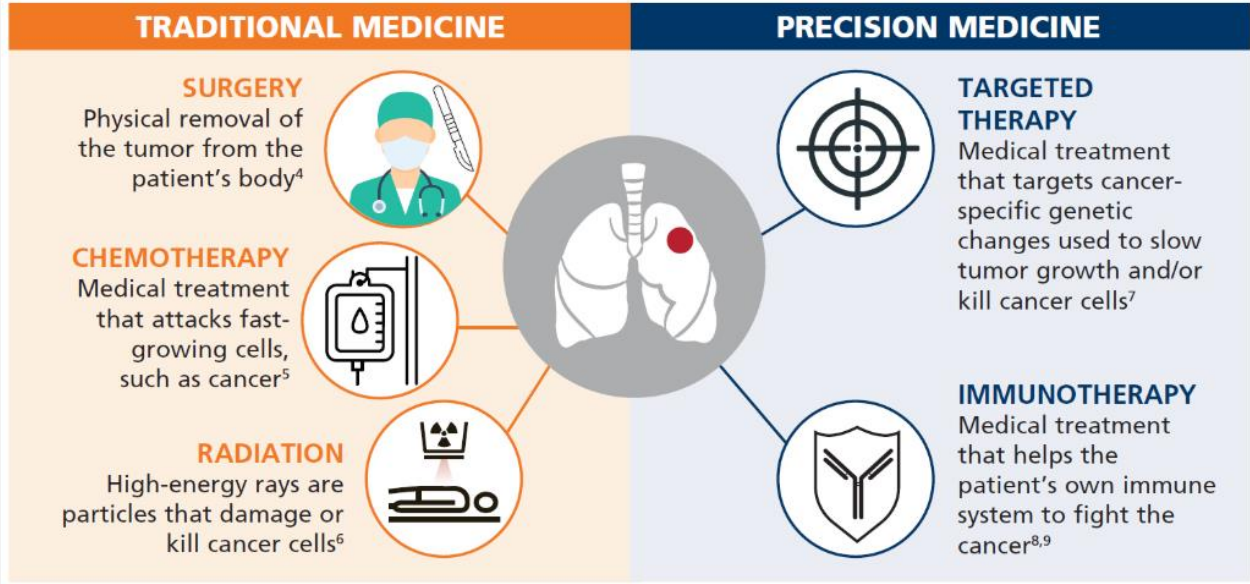 TRADITIONAL MEDICINE
SURGERY
Physical removal of
the tumor from the
patient's body⁴
CHEMOTHERAPY
Medical treatment
that attacks fast-
growing cells,
such as cancer⁵
RADIATION
High-energy rays are
particles that damage or
kill cancer cells⁶
PRECISION MEDICINE
TARGETED
THERAPY
Medical treatment
that targets cancer-
specific genetic
changes used to slow
tumor growth and/or
kill cancer cells⁷
IMMUNOTHERAPY
Medical treatment
that helps the
patient's own immune
system to fight the
cancer⁸,⁹